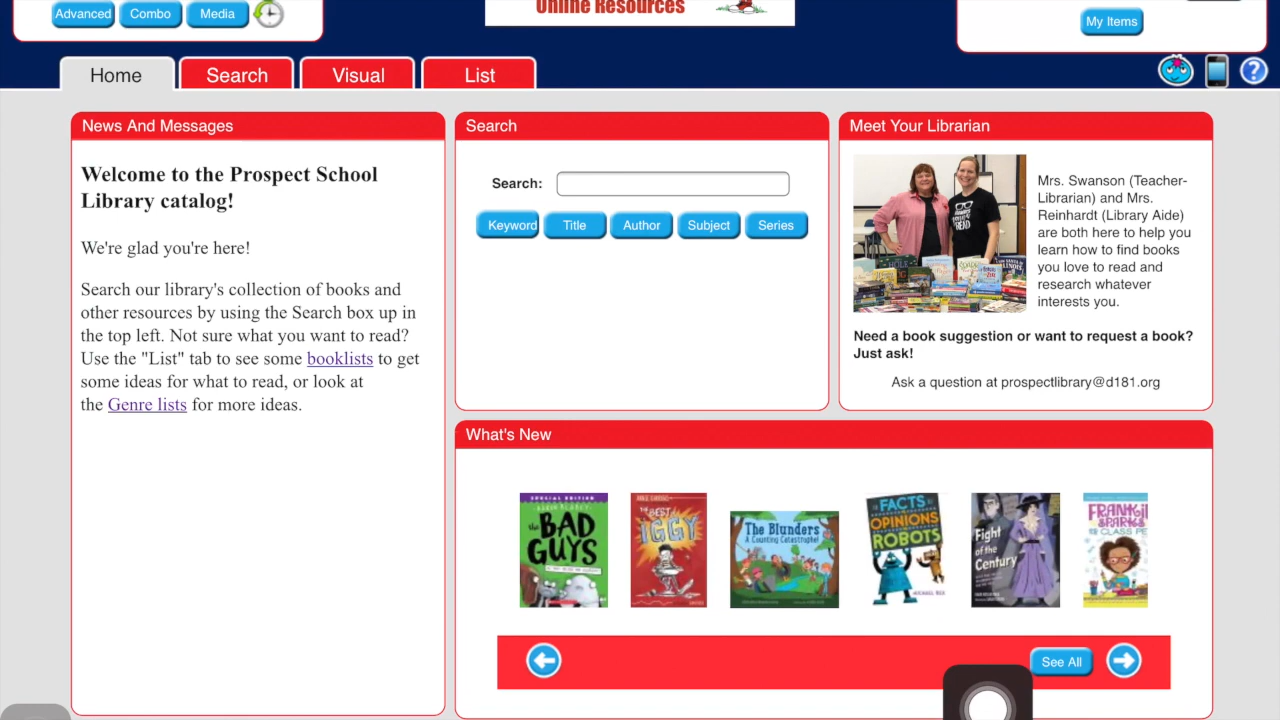 Advanced
Combo
Media
Online Resources
My Items
Home
Search
Visual
List
News And Messages
Welcome to the Prospect School
Library catalog!
We're glad you're here!
Search our library's collection of books and
other resources by using the Search box up in
the top left. Not sure what you want to read?
Use the "List" tab to see some booklists to get
some ideas for what to read, or look at
the Genre lists for more ideas.
Search
Search:
Keyword
Title
Author
Subject
Series
Meet Your Librarian
Mrs. Swanson (Teacher-
Librarian) and Mrs.
Reinhardt (Library Aide)
are both here to help you
learn how to find books
you love to read and
research whatever
interests you.
Need a book suggestion or want to request a book?
Just ask!
Ask a question at prospectlibrary@d181.org
What's New
SPECIAL EDITION
the BAD
GUYS
THE BEST
OF IGGY
The Blunders
A Counting Catastrophe!
FACTS
OPINIONS
ROBOTS
MICHAEL REX
Fight
of the
Century
SPARKS
CLASS PE
See All